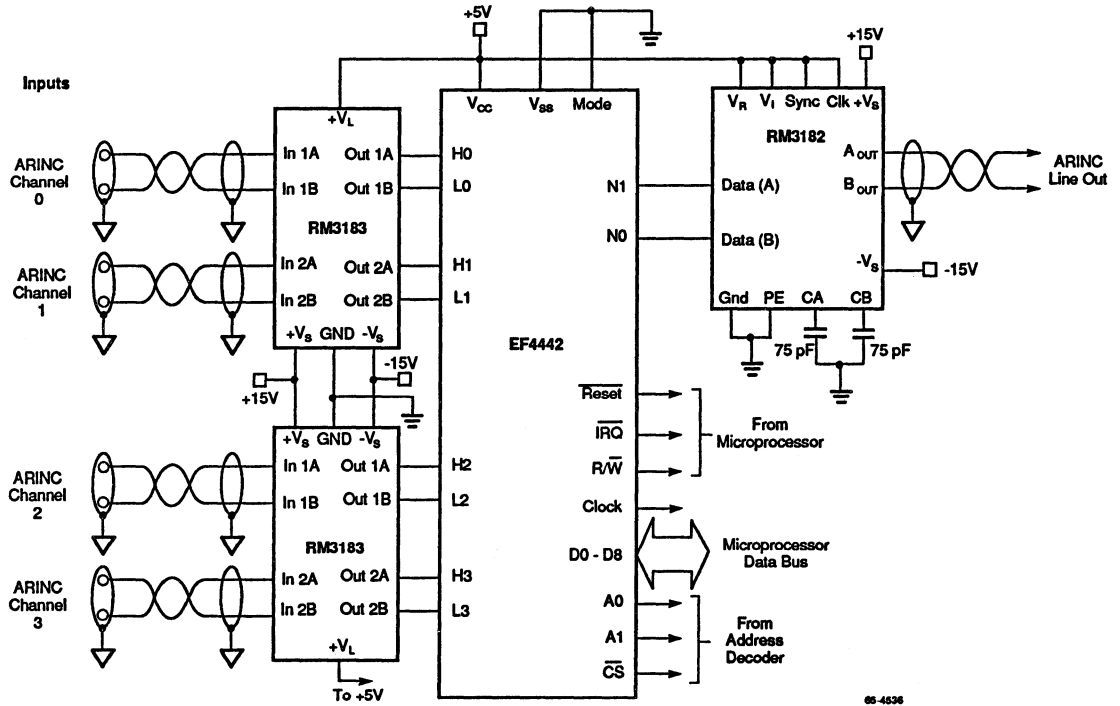 +5V
+15V
Inputs
ARINC
Channel
0
ARINC
Channel
1
+VL
In 1A Out 1A
In 1B Out 1B
RM3183
In 2A Out 2A
In 2B Out 2B
+VS GND -VS
+15V
-15V
+VS GND -VS
ARINC
Channel
2
ARINC
Channel
3
In 1A Out 1A
In 1B Out 1B
RM3183
In 2A Out 2A
In 2B Out 2B
+VL
To +5V
VCC VSS Mode
H0
L0
H1
L1
EF4442
H2
L2
H3
L3
N1
N0
Reset
IRQ
R/W
Clock
D0 - D8
A0
A1
CS
VR VI Sync Clk +VS
RM3182
AOUT
BOUT
Data (A)
Data (B)
-VS
Gnd PE CA CB
75 pF 75 pF
-15V
ARINC
Line Out
From
Microprocessor
Microprocessor
Data Bus
From
Address
Decoder
65-4536